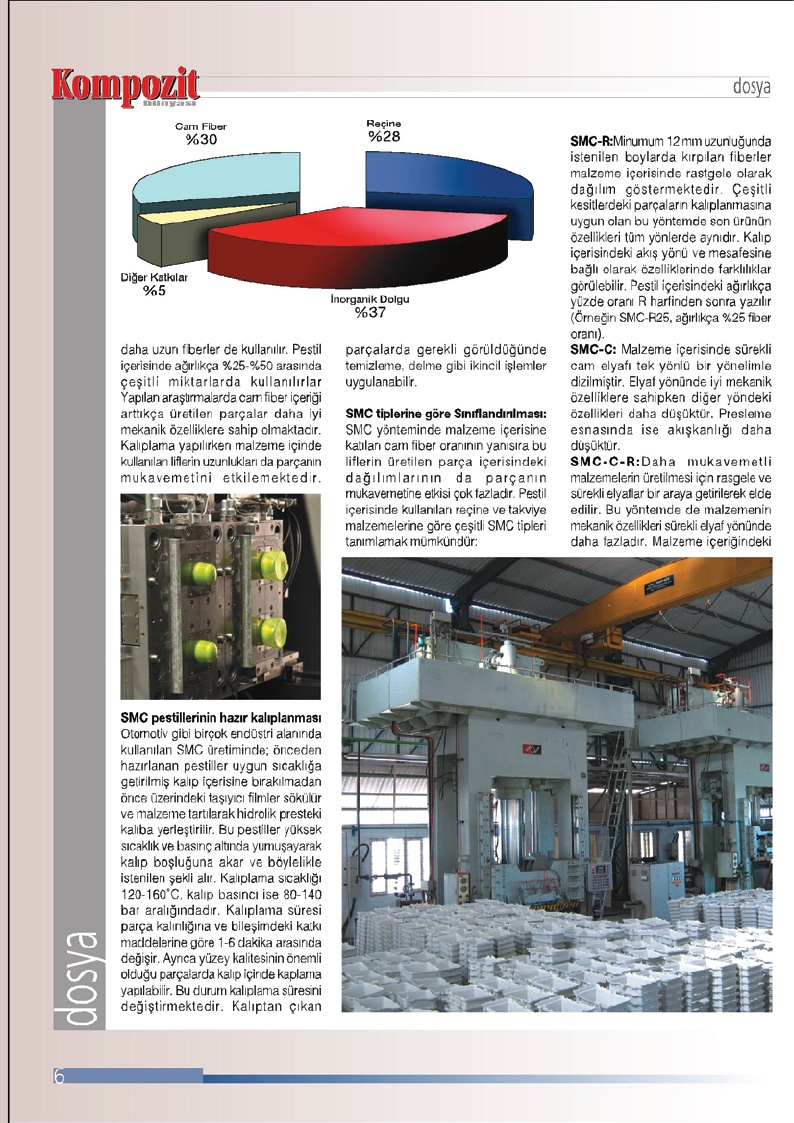 Kompozit
Dünyası
dosya
Cam Fiber
%30
Reçine
%28
Diğer Katkılar
%5
İnorganik Dolgu
%37
daha uzun fiberler de kullanılır. Pestil
içerisinde ağırlıkça %25-%50 arasında
çeşitli miktarlarda kullanılırlar
Yapılan araştırmalarda cam fiber içeriği
arttıkça üretilen parçalar daha iyi
mekanik özelliklere sahip olmaktadır.
Kalıplama yapılırken malzeme içinde
kullanılan liflerin uzunlukları da parçanın
mukavemetini etkilemektedir.
SMC pestillerinin hazır kalıplanması
Otomotiv gibi birçok endüstri alanında
kullanılan SMC üretiminde; önceden
hazırlanan pestiller uygun sıcaklığa
getirilmiş kalıp içerisine bırakılmadan
önce üzerindeki taşıyıcı filmler sökülür
ve malzeme tartılarak hidrolik presteki
kalıba yerleştirilir. Bu pestiller yüksek
sıcaklık ve basınç altında yumuşayarak
kalıp boşluğuna akar ve böylelikle
istenilen şekli alır. Kalıplama sıcaklığı
120-160˚C, kalıp basıncı ise 80-140
bar aralığındadır. Kalıplama süresi
parça kalınlığına ve bileşimdeki katkı
maddelerine göre 1-6 dakika arasında
değişir. Ayrıca yüzey kalitesinin önemli
olduğu parçalarda kalıp içinde kaplama
yapılabilir. Bu durum kalıplama süresini
değiştirmektedir. Kalıptan çıkan
parçalarda gerekli görüldüğünde
temizleme, delme gibi ikincil işlemler
uygulanabilir.
SMC tiplerine göre Sınıflandırılması:
SMC yönteminde malzeme içerisine
katılan cam fiber oranının yanısıra bu
liflerin üretilen parça içerisindeki
dağılımlarının da parçanın
mukavemetine etkisi çok fazladır. Pestil
içerisinde kullanılan reçine ve takviye
malzemelerine göre çeşitli SMC tipleri
tanımlamak mümkündür:
SMC-R:Minumum 12 mm uzunluğunda
istenilen boylarda kırpılan fiberler
malzeme içerisinde rastgele olarak
dağılım göstermektedir. Çeşitli
kesitlerdeki parçaların kalıplanmasına
uygun olan bu yöntemde son ürünün
özellikleri tüm yönlerde aynıdır. Kalıp
içerisindeki akış yönü ve mesafesine
bağlı olarak özelliklerinde farklılıklar
görülebilir. Pestil içerisindeki ağırlıkça
yüzde oranı R harfinden sonra yazılır
(Örneğin SMC-R25, ağırlıkça %25 fiber
oranı).
SMC-C: Malzeme içerisinde sürekli
cam elyafı tek yönlü bir yönelimle
dizilmiştir. Elyaf yönünde iyi mekanik
özelliklere sahipken diğer yöndeki
özellikleri daha düşüktür. Presleme
esnasında ise akışkanlığı daha
düşüktür.
SMC-C-R:Daha mukavemetli
malzemelerin üretilmesi için rasgele ve
sürekli elyaflar bir araya getirilerek elde
edilir. Bu yöntemde de malzemenin
mekanik özellikleri sürekli elyaf yönünde
daha fazladır. Malzeme içeriğindeki
dosya
6